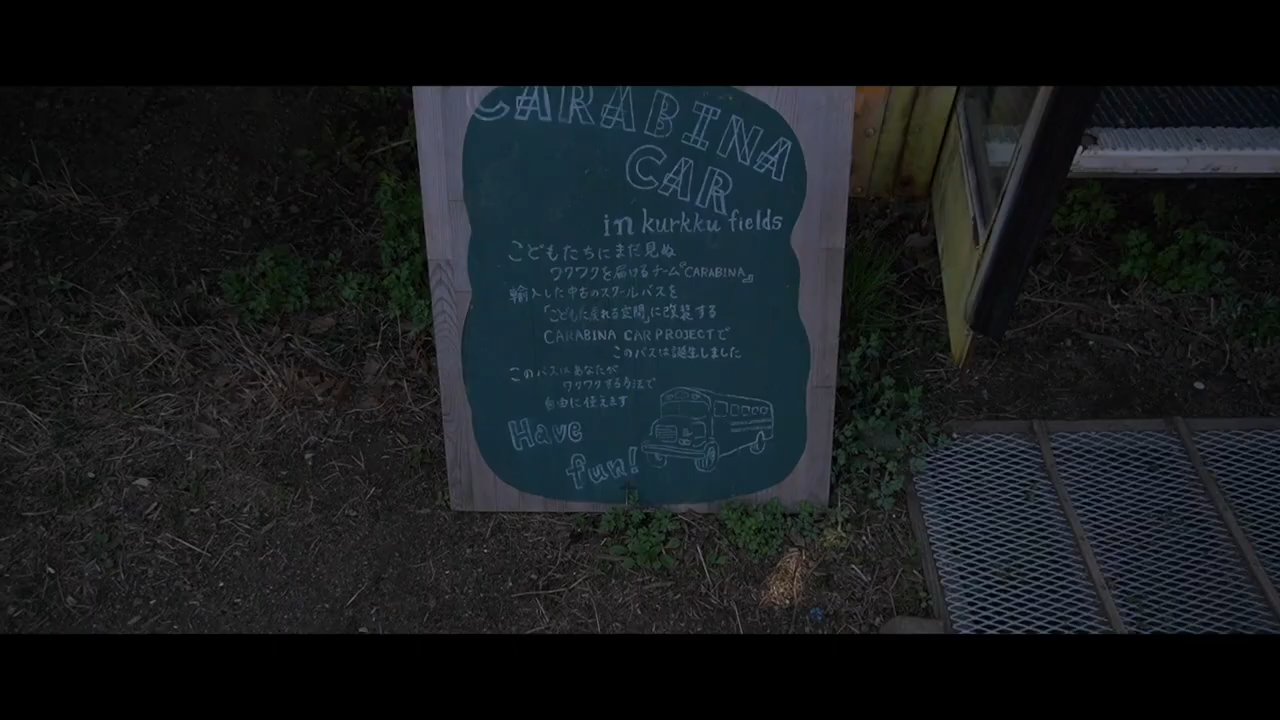 CARABINA
CAR
in kurkku fields
こどもたちにまだ見ぬ
ワクワクを届けるチーム『CARABINA』
輸入した中古のスクールバスを
「こどもに戻れる空間」に改装する
CARABINA CAR PROJECTで
このバスは誕生しました
このバスはあなたが
ワクワクする方法で
自由に使えます
Have
fun!